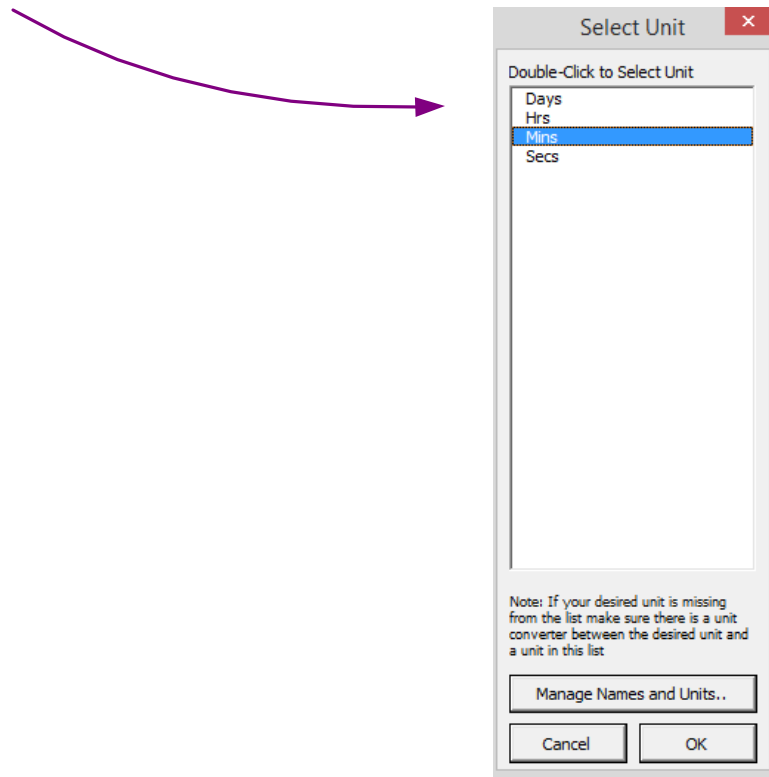 Select Unit
Double-Click to Select Unit
Days
Hrs
Mins
Secs
Note: If your desired unit is missing
from the list make sure there is a unit
converter between the desired unit and
a unit in this list
Manage Names and Units..
Cancel
OK